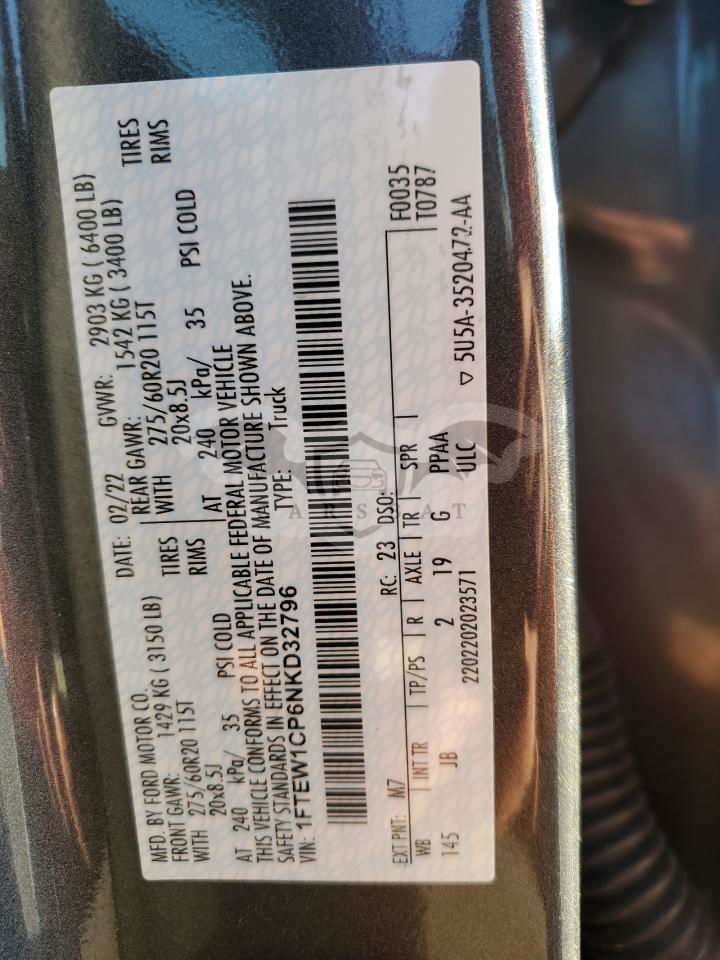 MFD. BY FORD MOTOR CO.
DATE: 02/22
GVWR: 2903 KG ( 6400 LB)
FRONT GAWR: 1429 KG ( 3150 LB)
REAR GAWR: 1542 KG ( 3400 LB)
WITH 275/60R20 115T TIRES
WITH 275/60R20 115T TIRES
20x8.5J RIMS
20x8.5J RIMS
AT 240 kPa/ 35 PSI COLD
AT 240 kPa/ 35 PSI COLD
THIS VEHICLE CONFORMS TO ALL APPLICABLE FEDERAL MOTOR VEHICLE
SAFETY STANDARDS IN EFFECT ON THE DATE OF MANUFACTURE SHOWN ABOVE.
VIN: 1FTEW1CP6NKD32796
TYPE: Truck
F0035
T0787
EXT PNT: M7 RC: 23 DSO:
WB INT TR TP/PS R AXLE TR SPR
145 JB 2 19 G PPAA
2202202023571 ULC
▽ 5U5A-3520472-AA
ARSPAT